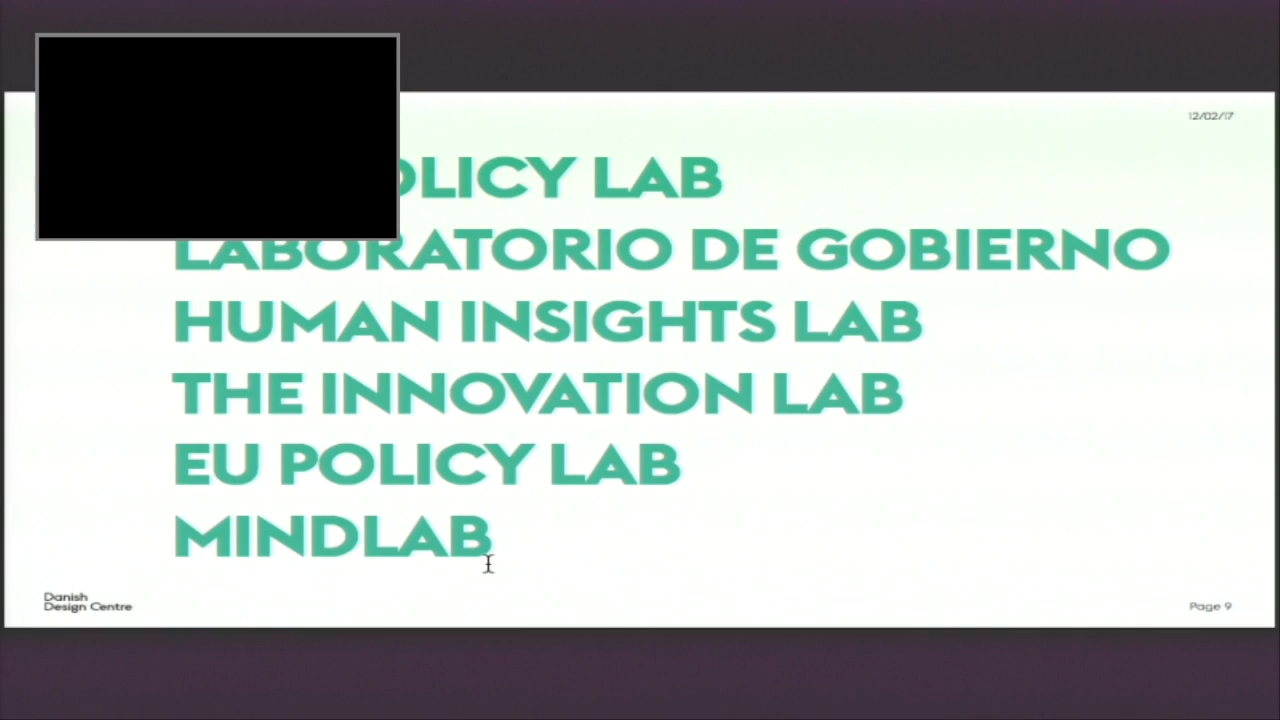 12/02/17
OLICY LAB
LABORATORIO DE GOBIERNO
HUMAN INSIGHTS LAB
THE INNOVATION LAB
EU POLICY LAB
MINDLAB
Danish
Design Centre
Page 9